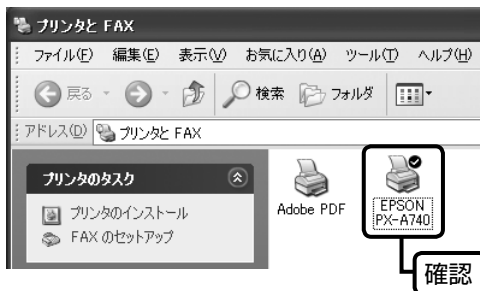 プリンタと FAX
ファイル(F) 編集(E) 表示(V) お気に入り(A) ツール(T) ヘルプ(H)
戻る 検索 フォルダ
アドレス(D) プリンタと FAX
プリンタのタスク
プリンタのインストール
FAX のセットアップ
Adobe PDF
EPSON
PX-A740
確認